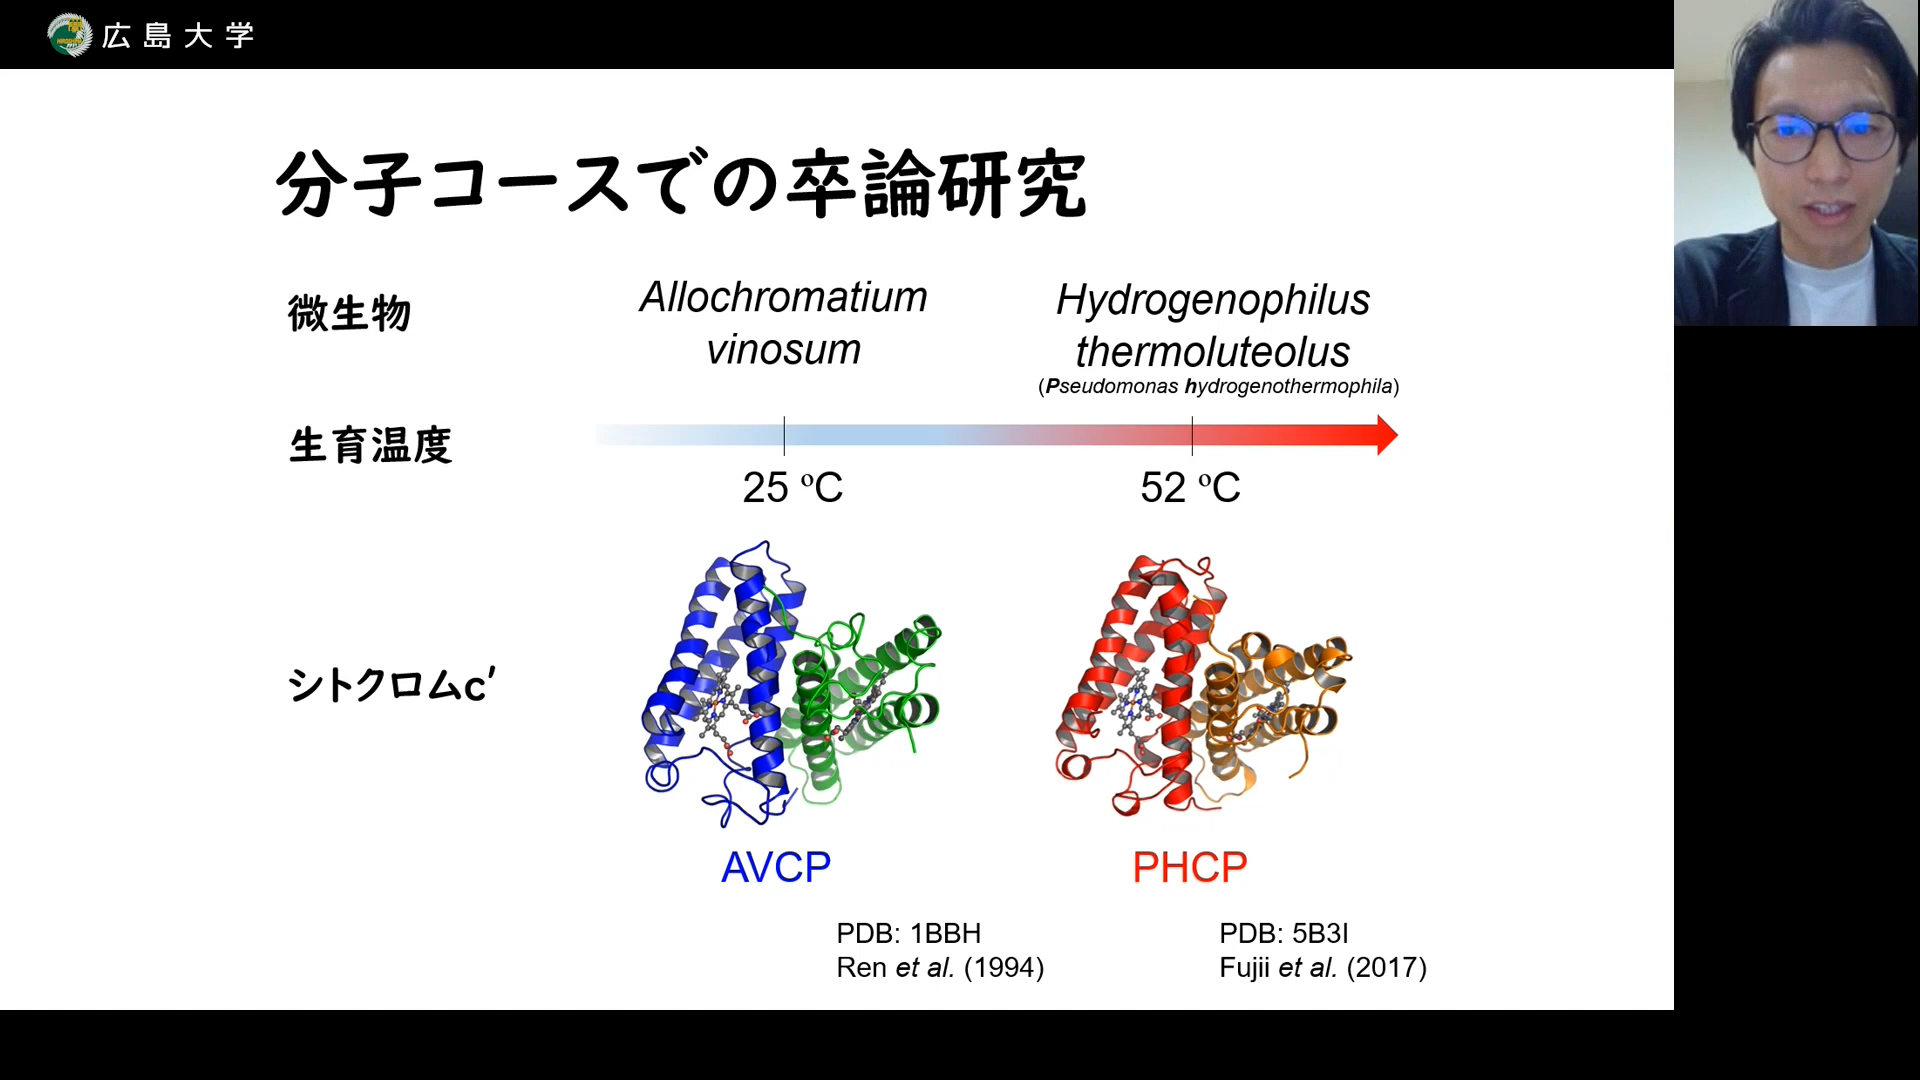 広島大学
分子コースでの卒論研究
微生物
Allochromatium
vinosum
Hydrogenophilus
thermoluteolus
(Pseudomonas hydrogenothermophila)
生育温度
25 ºC
52 ºC
シトクロムc′
AVCP
PHCP
PDB: 1BBH
Ren et al. (1994)
PDB: 5B3I
Fujii et al. (2017)